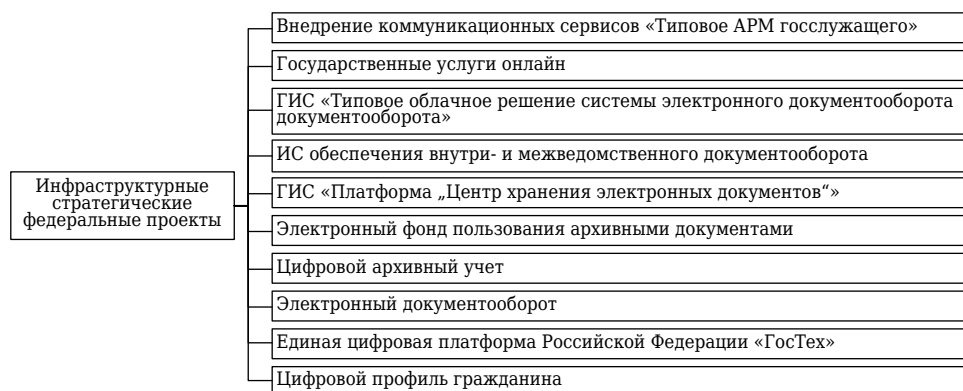 Внедрение коммуникационных сервисов «Типовое АРМ госслужащего»
Государственные услуги онлайн
ГИС «Типовое облачное решение системы электронного документооборота
документооборота»
ИС обеспечения внутри- и межведомственного документооборота
Инфраструктурные
стратегические
федеральные проекты
ГИС «Платформа „Центр хранения электронных документов“»
Электронный фонд пользования архивными документами
Цифровой архивный учет
Электронный документооборот
Единая цифровая платформа Российской Федерации «ГосТех»
Цифровой профиль гражданина